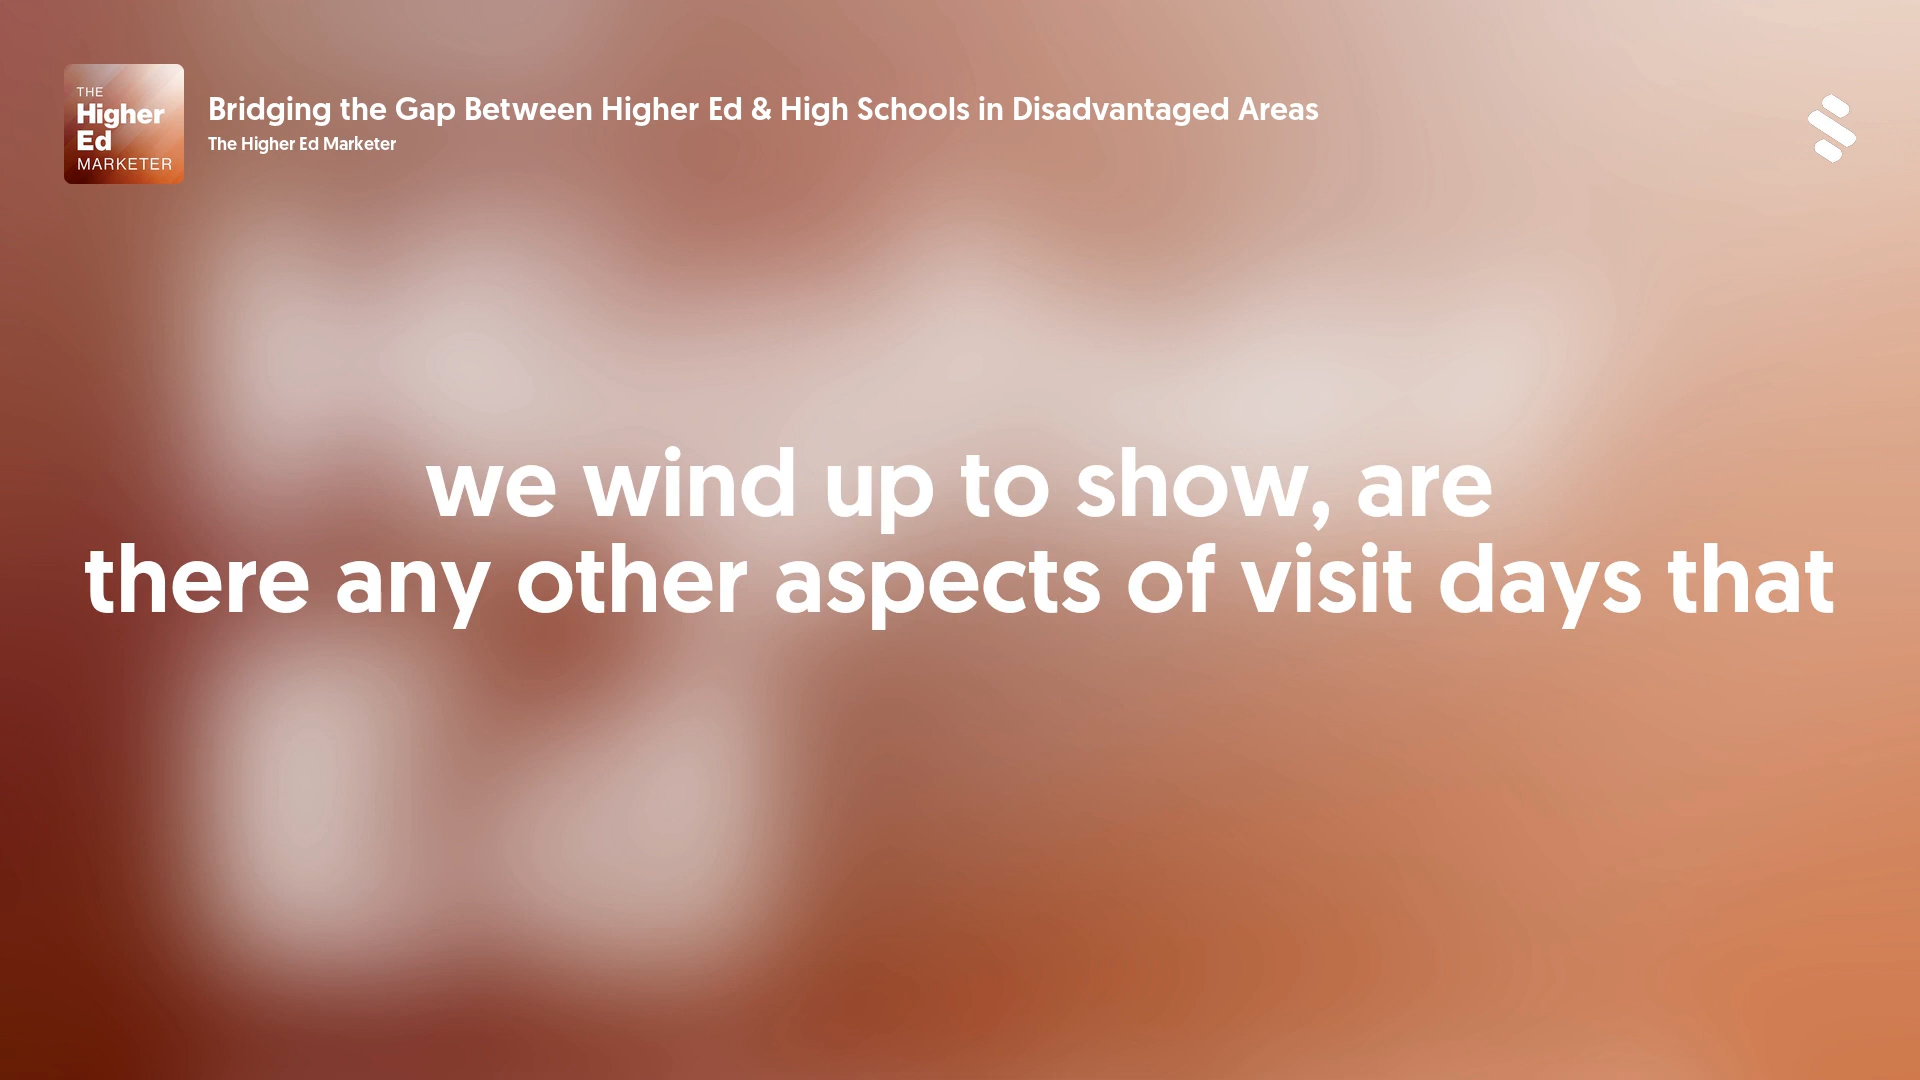 THE
Higher
Ed
MARKETER
Bridging the Gap Between Higher Ed & High Schools in Disadvantaged Areas
The Higher Ed Marketer
we wind up to show, are
there any other aspects of visit days that